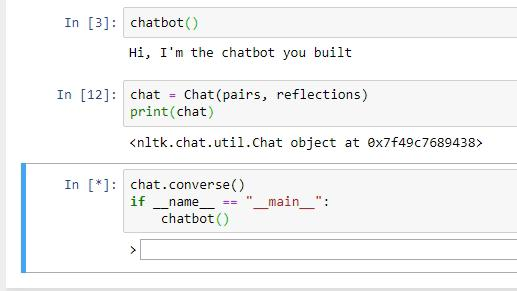 In [3]: chatbot()
Hi, I'm the chatbot you built
In [12]: chat = Chat(pairs, reflections)
print(chat)
<nltk.chat.util.Chat object at 0x7f49c7689438>
In [*]: chat.converse()
if __name__ == "__main__":
    chatbot()
>